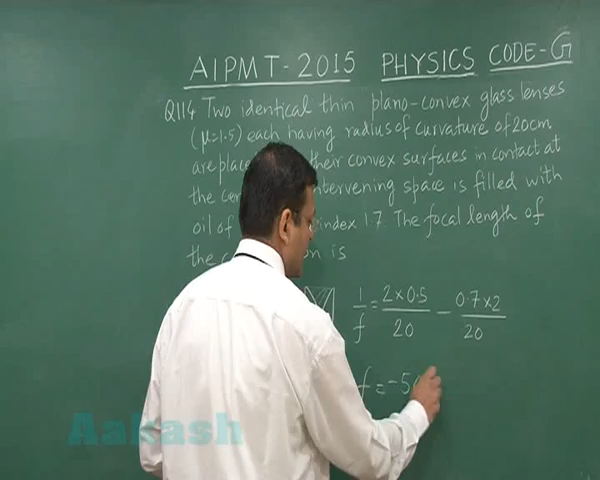 AIPMT-2015 PHYSICS CODE-G
Q114 Two identical thin plano-convex glass lenses
(μ=1.5) each having radius of curvature of 20cm
are place their convex surfaces in contact at
the cen intervening space is filled with
oil of index 1.7. The focal length of
the c on is
1/f = 2×0.5/20 - 0.7×2/20
f = -5
Aakash